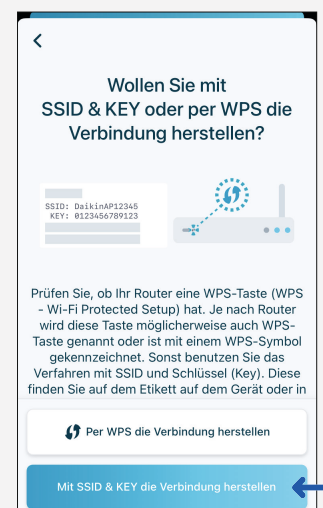 Wollen Sie mit
SSID & KEY oder per WPS die
Verbindung herstellen?
SSID: DaikinAP12345
KEY: 0123456789123
Prüfen Sie, ob Ihr Router eine WPS-Taste (WPS
- Wi-Fi Protected Setup) hat. Je nach Router
wird diese Taste möglicherweise auch WPS-
Taste genannt oder ist mit einem WPS-Symbol
gekennzeichnet. Sonst benutzen Sie das
Verfahren mit SSID und Schlüssel (Key). Diese
finden Sie auf dem Etikett auf dem Gerät oder in
Per WPS die Verbindung herstellen
Mit SSID & KEY die Verbindung herstellen